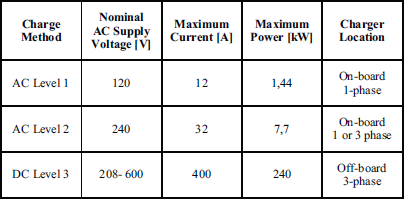 Charge Method
Nominal AC Supply Voltage [V]
Maximum Current [A]
Maximum Power [kW]
Charger Location
AC Level 1
120
12
1,44
On-board
1-phase
AC Level 2
240
32
7,7
On-board
1 or 3 phase
DC Level 3
208- 600
400
240
Off-board
3-phase